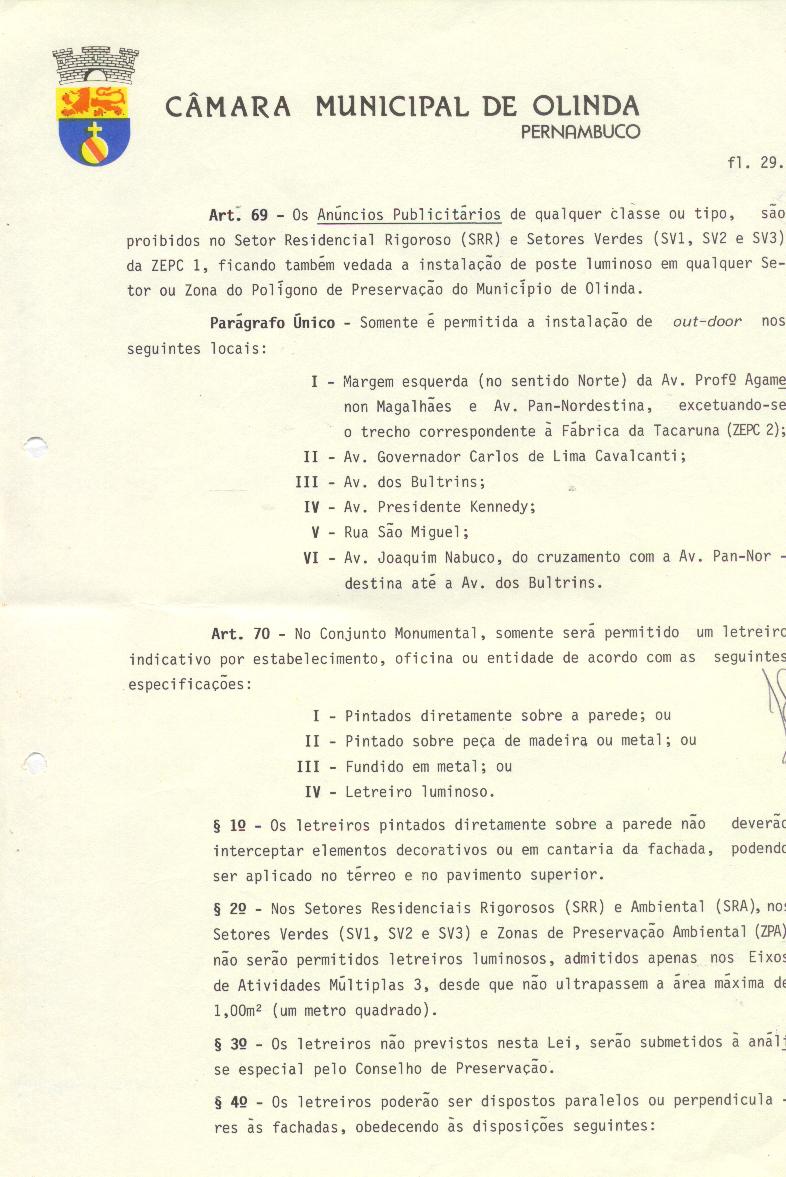 CÂMARA MUNICIPAL DE OLINDA
PERNAMBUCO
fl. 29.
Art. 69 - Os Anúncios Publicitários de qualquer classe ou tipo, são
proibidos no Setor Residencial Rigoroso (SRR) e Setores Verdes (SV1, SV2 e SV3)
da ZEPC 1, ficando também vedada a instalação de poste luminoso em qualquer Se-
tor ou Zona do Polígono de Preservação do Município de Olinda.
Parágrafo Único - Somente é permitida a instalação de out-door nos
seguintes locais:
I - Margem esquerda (no sentido Norte) da Av. Profº Agame
non Magalhães e Av. Pan-Nordestina, excetuando-se
o trecho correspondente à Fábrica da Tacaruna (ZEPC 2);
II - Av. Governador Carlos de Lima Cavalcanti;
III - Av. dos Bultrins;
IV - Av. Presidente Kennedy;
V - Rua São Miguel;
VI - Av. Joaquim Nabuco, do cruzamento com a Av. Pan-Nor -
destina até a Av. dos Bultrins.
Art. 70 - No Conjunto Monumental, somente será permitido um letreiro
indicativo por estabelecimento, oficina ou entidade de acordo com as seguintes
especificações:
I - Pintados diretamente sobre a parede; ou
II - Pintado sobre peça de madeira ou metal; ou
III - Fundido em metal; ou
IV - Letreiro luminoso.
§ 1º - Os letreiros pintados diretamente sobre a parede não deverão
interceptar elementos decorativos ou em cantaria da fachada, podendo
ser aplicado no térreo e no pavimento superior.
§ 2º - Nos Setores Residenciais Rigorosos (SRR) e Ambiental (SRA), nos
Setores Verdes (SV1, SV2 e SV3) e Zonas de Preservação Ambiental (ZPA)
não serão permitidos letreiros luminosos, admitidos apenas nos Eixos
de Atividades Múltiplas 3, desde que não ultrapassem a área máxima de
1,00m² (um metro quadrado).
§ 3º - Os letreiros não previstos nesta Lei, serão submetidos à análi
se especial pelo Conselho de Preservação.
§ 4º - Os letreiros poderão ser dispostos paralelos ou perpendicula -
res às fachadas, obedecendo às disposições seguintes: